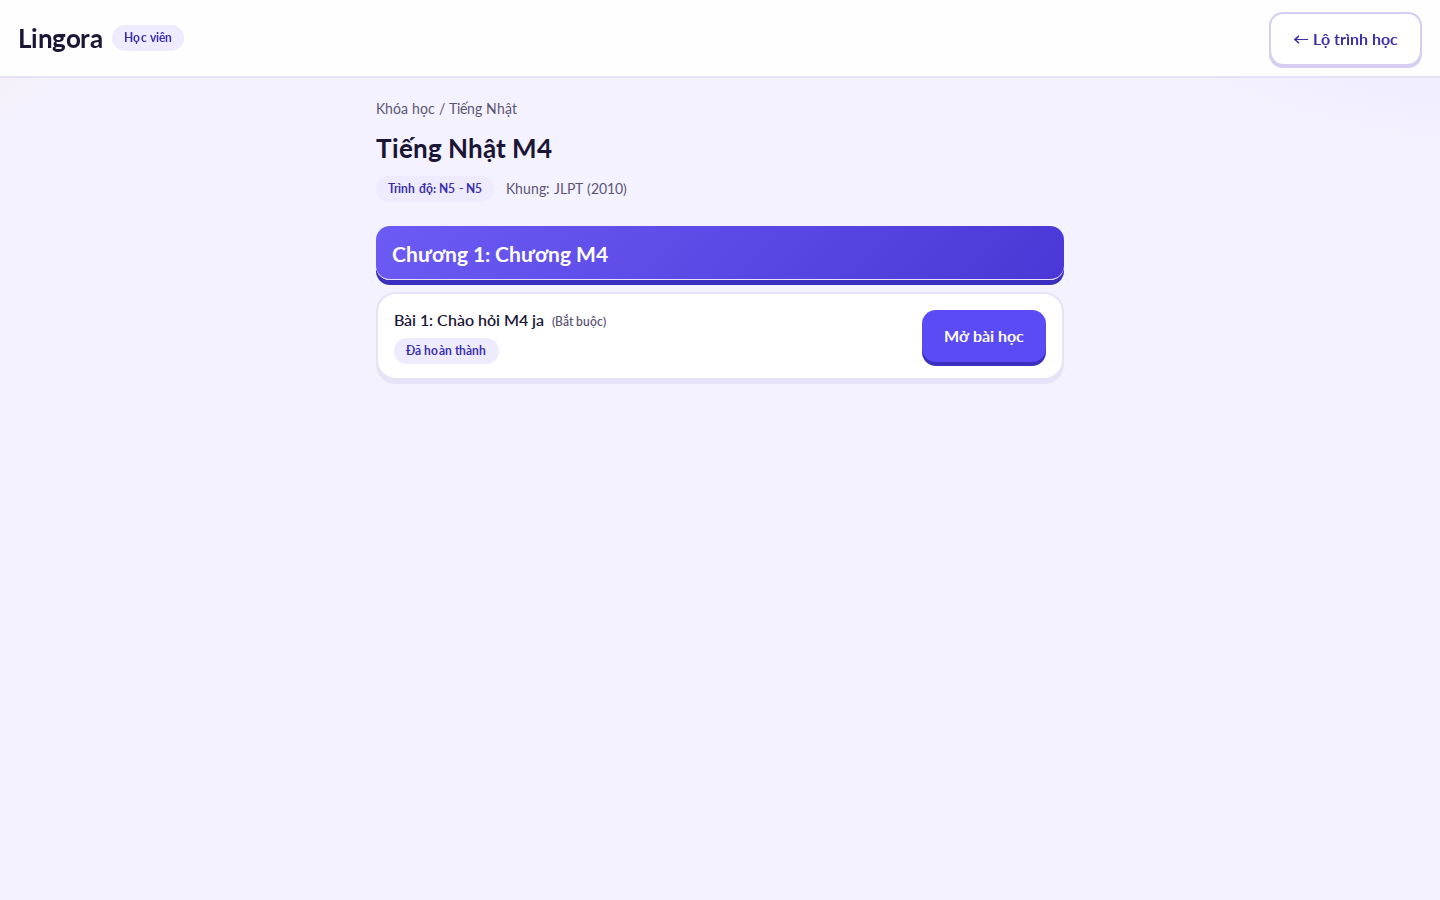 Lingora
Học viên
← Lộ trình học
Khóa học / Tiếng Nhật
Tiếng Nhật M4
Trình độ: N5 - N5
Khung: JLPT (2010)
Chương 1: Chương M4
Bài 1: Chào hỏi M4 ja (Bắt buộc)
Đã hoàn thành
Mở bài học